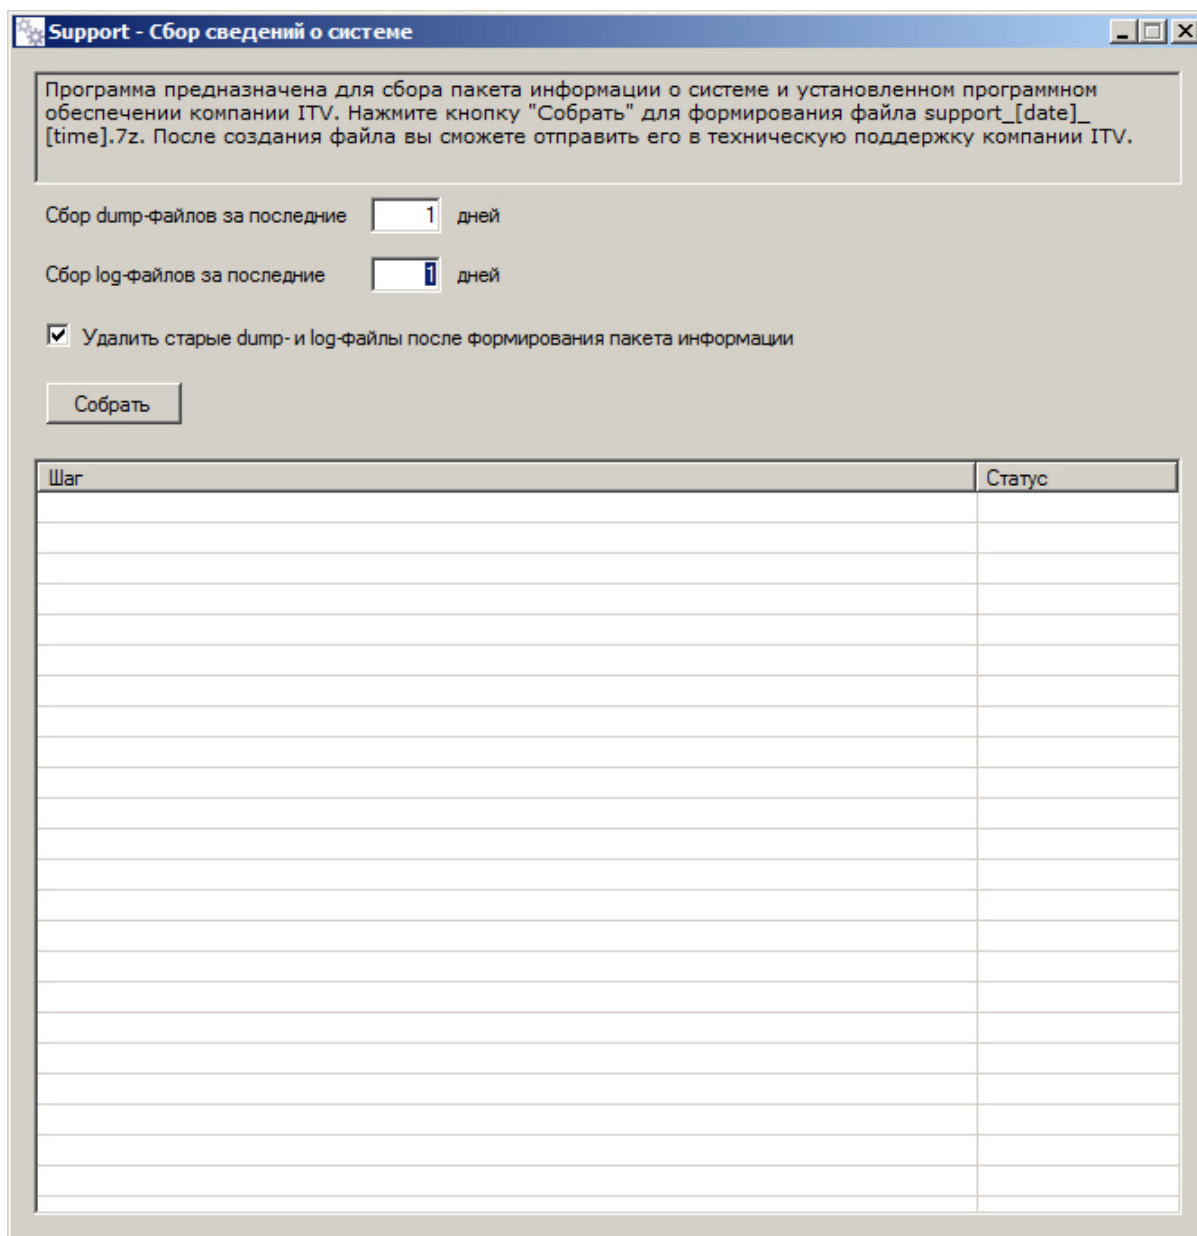 Support - Сбор сведений о системе
Программа предназначена для сбора пакета информации о системе и установленном программном
обеспечении компании ITV. Нажмите кнопку "Собрать" для формирования файла support_[date]_
[time].7z. После создания файла вы сможете отправить его в техническую поддержку компании ITV.
Сбор dump-файлов за последние 1 дней
Сбор log-файлов за последние 1 дней
Удалить старые dump- и log-файлы после формирования пакета информации
Собрать
Шаг Статус